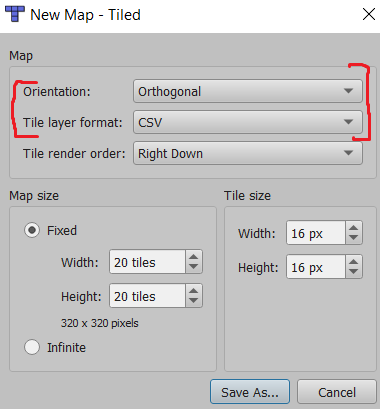 New Map - Tiled
Map
Orientation: Orthogonal
Tile layer format: CSV
Tile render order: Right Down
Map size
Fixed
Width: 20 tiles
Height: 20 tiles
320 x 320 pixels
Infinite
Tile size
Width: 16 px
Height: 16 px
Save As...
Cancel